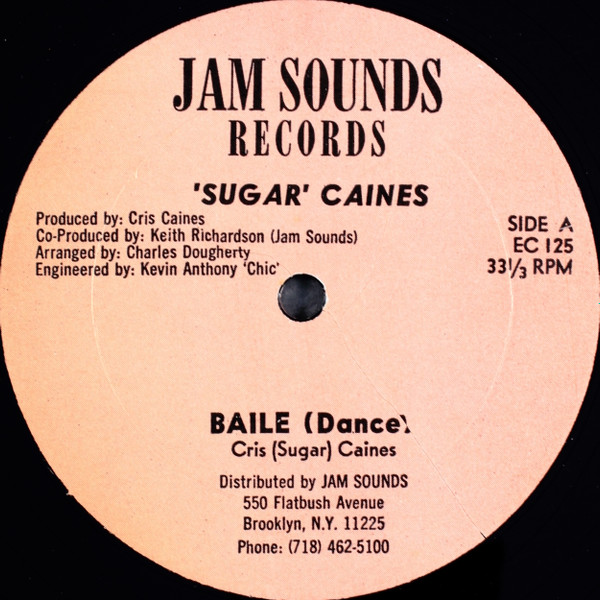 JAM SOUNDS
RECORDS
'SUGAR' CAINES
Produced by: Cris Caines
Co-Produced by: Keith Richardson (Jam Sounds)
Arranged by: Charles Dougherty
Engineered by: Kevin Anthony 'Chic'
SIDE A
EC 125
33⅓ RPM
BAILE (Dance)
Cris (Sugar) Caines
Distributed by JAM SOUNDS
550 Flatbush Avenue
Brooklyn, N.Y. 11225
Phone: (718) 462-5100